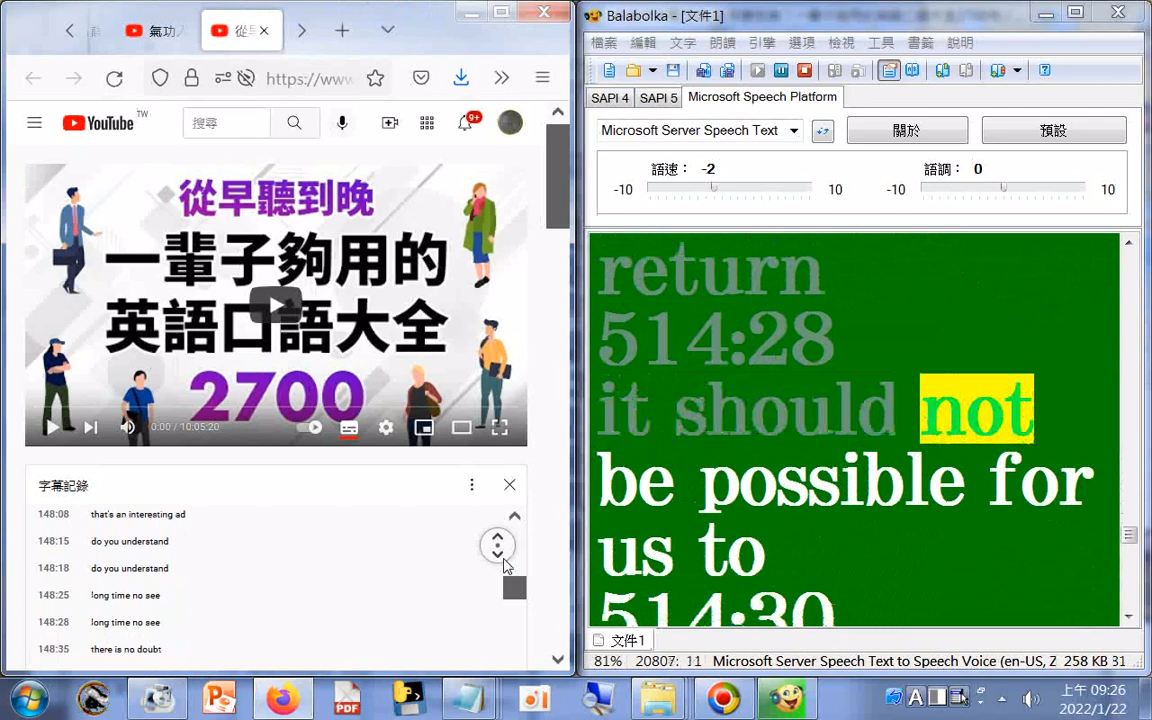 氣功
從
https://www
YouTube TW
搜尋
9+
從早聽到晚
一輩子夠用的
英語口語大全
2700
0:00 / 10:05:20
字幕記錄
148:08 that's an interesting ad
148:15 do you understand
148:18 do you understand
148:25 long time no see
148:28 long time no see
148:35 there is no doubt
Balabolka - [文件1]
檔案 編輯 文字 朗讀 引擎 選項 檢視 工具 書籤 說明
SAPI 4 SAPI 5 Microsoft Speech Platform
Microsoft Server Speech Text 關於 預設
語速： -2 語調： 0
-10 10 -10 10
return
514:28
it should not
be possible for
us to
514:30
文件1
81% 20807: 11 Microsoft Server Speech Text to Speech Voice (en-US, Z 258 KB 31
PDF
上午 09:26
2022/1/22